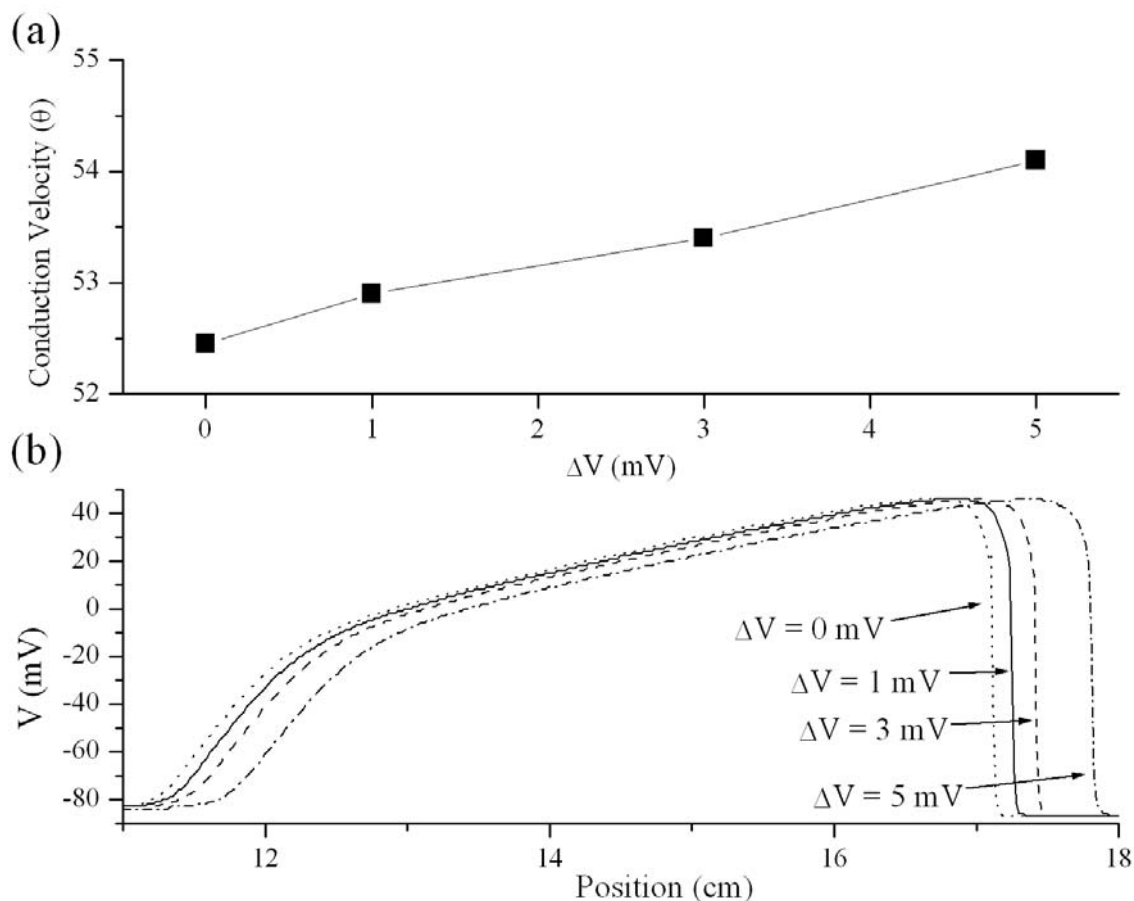 (a)
Conduction Velocity (θ)
55
54
53
52
0 1 2 3 4 5
ΔV (mV)
(b)
V (mV)
40
20
0
-20
-40
-60
-80
ΔV = 0 mV
ΔV = 1 mV
ΔV = 3 mV
ΔV = 5 mV
12 14 16 18
Position (cm)